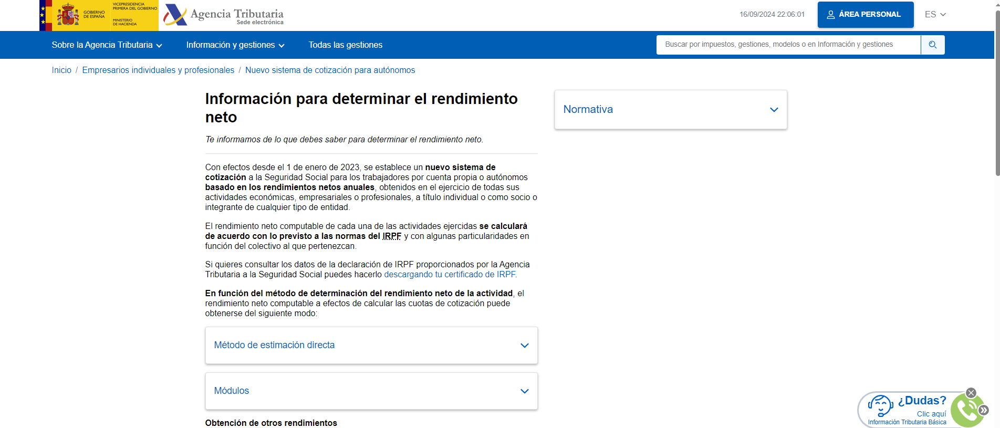 GOBIERNO
DE ESPAÑA
VICEPRESIDENCIA
PRIMERA DEL GOBIERNO
MINISTERIO
DE HACIENDA
Agencia Tributaria
Sede electrónica
16/09/2024 22:06:01
ÁREA PERSONAL
ES
Sobre la Agencia Tributaria
Información y gestiones
Todas las gestiones
Buscar por impuestos, gestiones, modelos o en Información y gestiones
Inicio / Empresarios individuales y profesionales / Nuevo sistema de cotización para autónomos
Información para determinar el rendimiento
neto
Te informamos de lo que debes saber para determinar el rendimiento neto.
Con efectos desde el 1 de enero de 2023, se establece un nuevo sistema de
cotización a la Seguridad Social para los trabajadores por cuenta propia o autónomos
basado en los rendimientos netos anuales, obtenidos en el ejercicio de todas sus
actividades económicas, empresariales o profesionales, a título individual o como socio o
integrante de cualquier tipo de entidad.
El rendimiento neto computable de cada una de las actividades ejercidas se calculará
de acuerdo con lo previsto a las normas del IRPF y con algunas particularidades en
función del colectivo al que pertenezcan.
Si quieres consultar los datos de la declaración de IRPF proporcionados por la Agencia
Tributaria a la Seguridad Social puedes hacerlo descargando tu certificado de IRPF.
En función del método de determinación del rendimiento neto de la actividad, el
rendimiento neto computable a efectos de calcular las cuotas de cotización puede
obtenerse del siguiente modo:
Método de estimación directa
Módulos
Obtención de otros rendimientos
Normativa
¿Dudas?
Clic aquí
Información Tributaria Básica